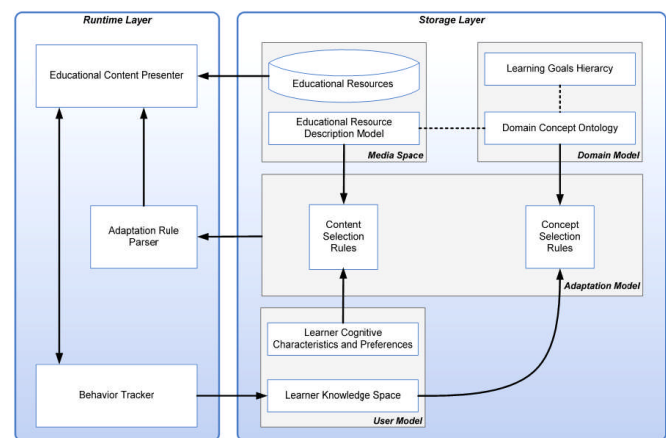 Runtime Layer
Storage Layer
Educational Content Presenter
Educational Resources
Learning Goals Hierarcy
Educational Resource
Description Model
Domain Concept Ontology
Media Space
Domain Model
Adaptation Rule
Parser
Content
Selection
Rules
Concept
Selection
Rules
Adaptation Model
Learner Cognitive
Characteristics and Preferences
Behavior Tracker
Learner Knowledge Space
User Model